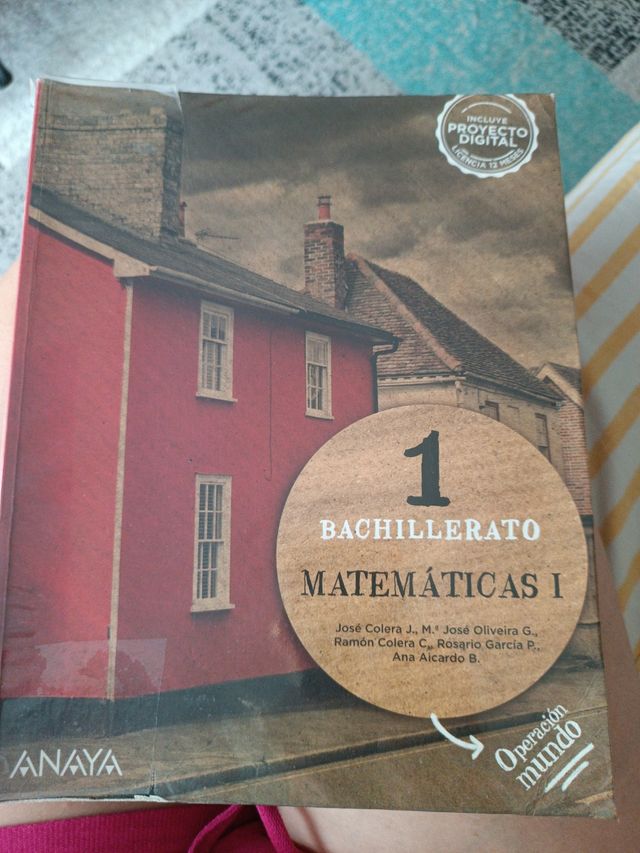 INCLUYE
PROYECTO
DIGITAL
LICENCIA 12 MESES
1
BACHILLERATO
MATEMÁTICAS I
José Colera J., M.ª José Oliveira G.,
Ramón Colera C., Rosario García P.,
Ana Aicardo B.
Operación
mundo
ANAYA